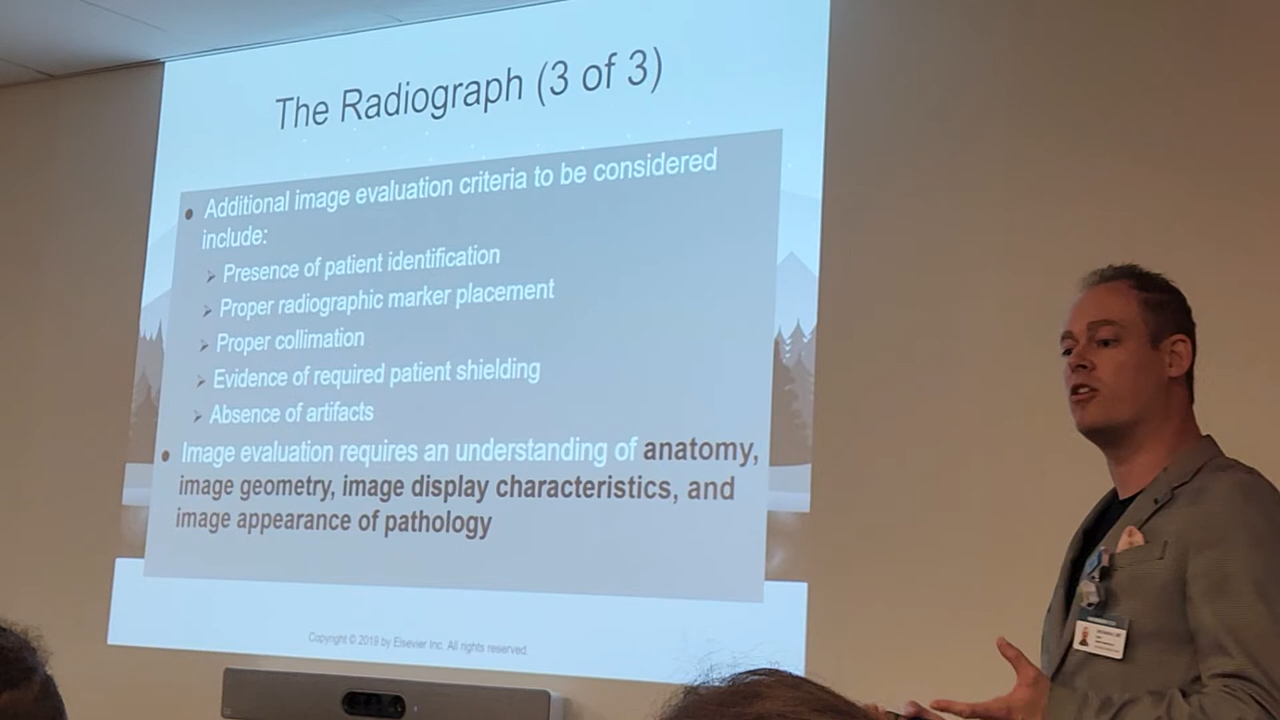 The Radiograph (3 of 3)
• Additional image evaluation criteria to be considered
include:
➢ Presence of patient identification
➢ Proper radiographic marker placement
➢ Proper collimation
➢ Evidence of required patient shielding
➢ Absence of artifacts
• Image evaluation requires an understanding of anatomy,
image geometry, image display characteristics, and
image appearance of pathology
Copyright © 2019 by Elsevier Inc. All rights reserved.